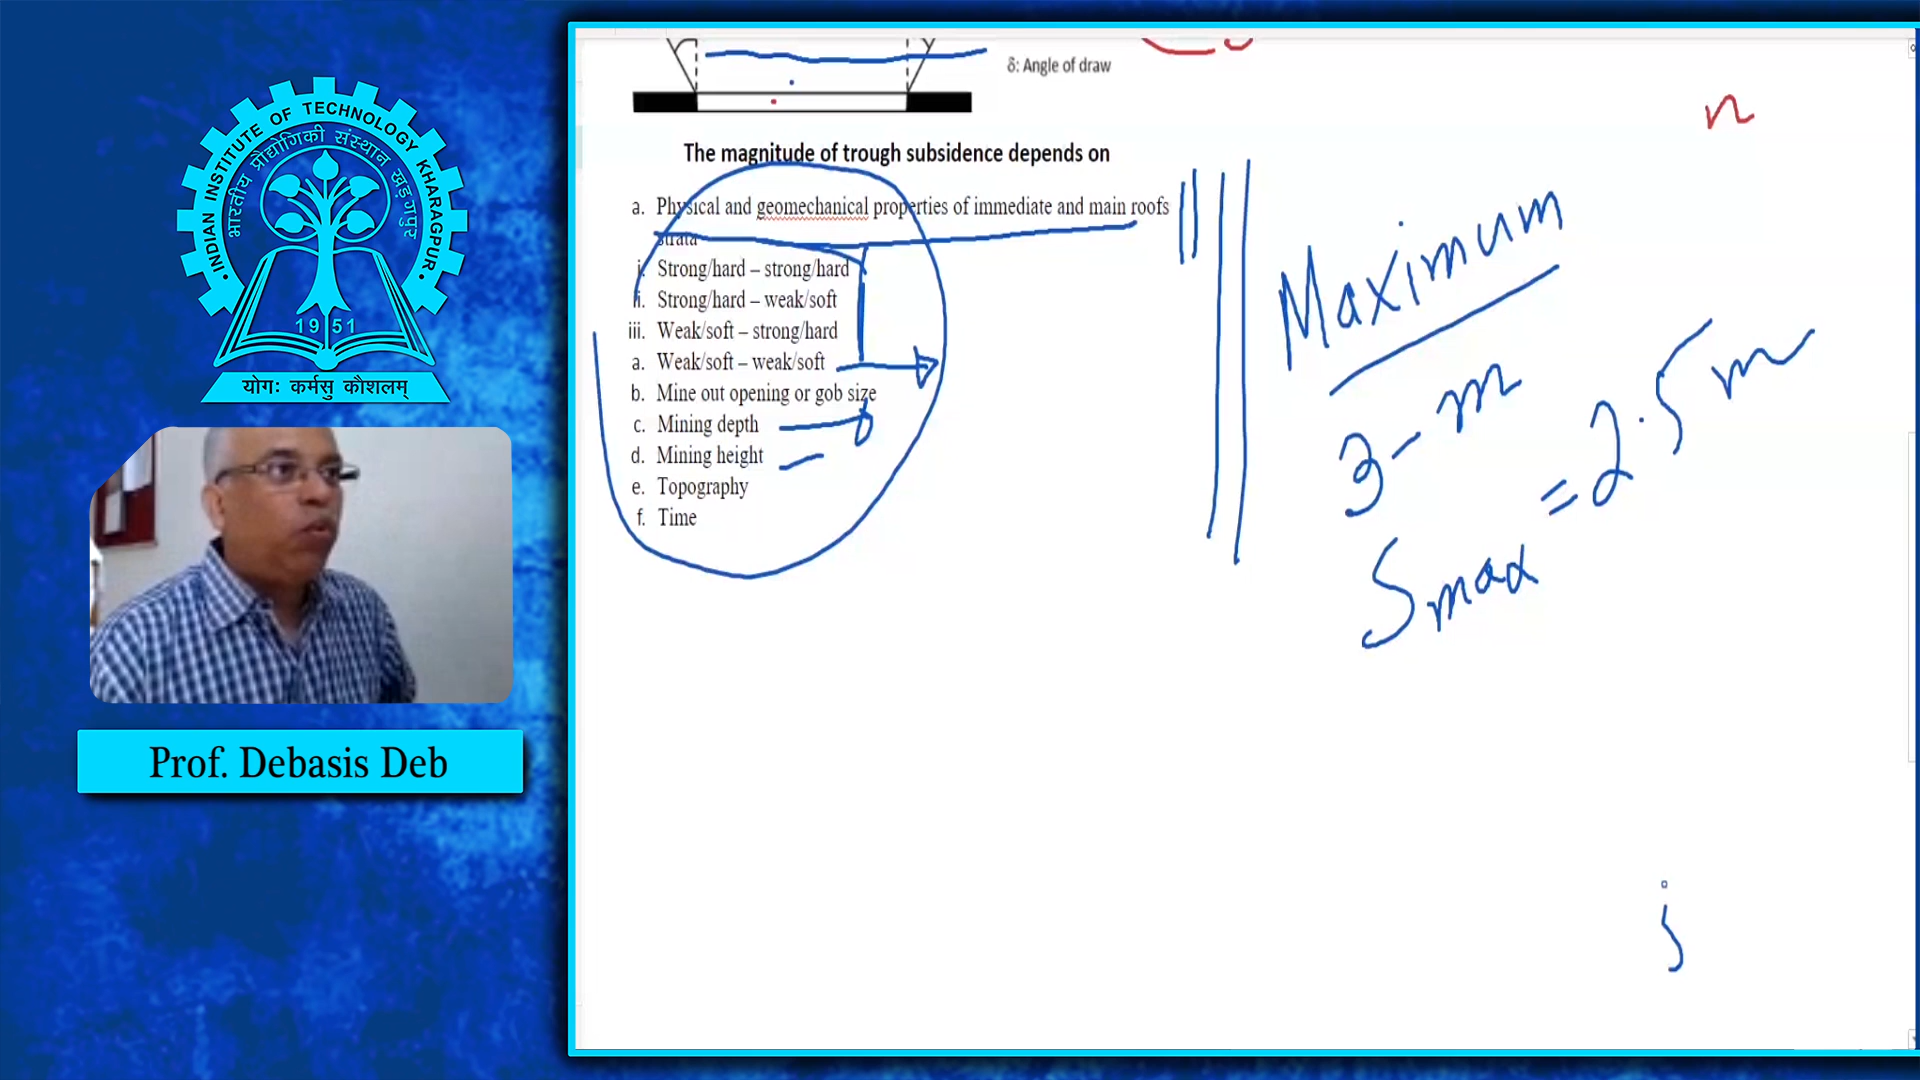 INDIAN INSTITUTE OF TECHNOLOGY KHARAGPUR
भारतीय प्रौद्योगिकी संस्थान खड़गपुर
1951
योगः कर्मसु कौशलम्
Prof. Debasis Deb
δ: Angle of draw
The magnitude of trough subsidence depends on
a. Physical and geomechanical properties of immediate and main roofs
strata
i. Strong/hard – strong/hard
ii. Strong/hard – weak/soft
iii. Weak/soft – strong/hard
a. Weak/soft – weak/soft
b. Mine out opening or gob size
c. Mining depth
d. Mining height
e. Topography
f. Time
n
Maximum
3-m
Smax = 2.5 m